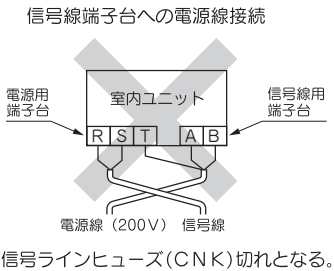 信号線端子台への電源線接続
室内ユニット
電源用
端子台
信号線用
端子台
R S T A B
電源線（200V） 信号線
信号ラインヒューズ(CNK)切れとなる。